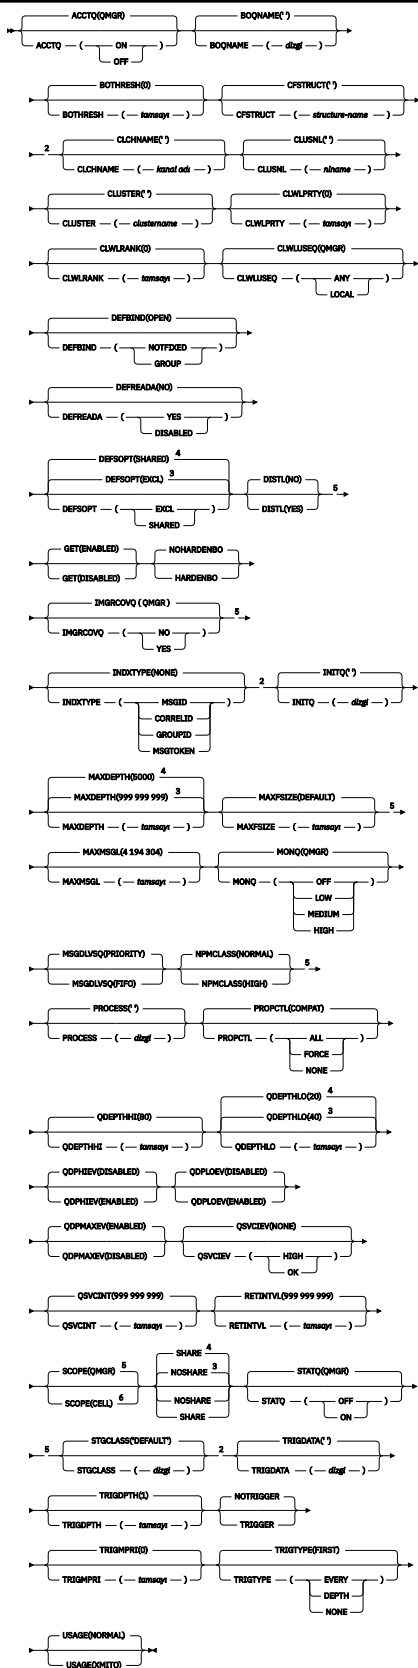 ACCTQ(QMGR) BOQNAME(' ')
ACCTQ ( ON ) BOQNAME ( dizgi )
OFF
BOTHRESH(0) CFSTRUCT(' ')
BOTHRESH ( tamsayı ) CFSTRUCT ( structure-name )
2 CLCHNAME(' ') CLUSNL(' ')
CLCHNAME ( kanal adı ) CLUSNL ( nlname )
CLUSTER(' ') CLWLPRTY(0)
CLUSTER ( clustername ) CLWLPRTY ( tamsayı )
CLWLRANK(0) CLWLUSEQ(QMGR)
CLWLRANK ( tamsayı ) CLWLUSEQ ( ANY )
LOCAL
DEFBIND(OPEN)
DEFBIND ( NOTFIXED )
GROUP
DEFREADA(NO)
DEFREADA ( YES )
DISABLED
DEFSOPT(SHARED) 4
DEFSOPT(EXCL) 3 DISTL(NO) 5
DEFSOPT ( EXCL ) DISTL(YES)
SHARED
GET(ENABLED) NOHARDENBO
GET(DISABLED) HARDENBO
IMGRCOVQ ( QMGR ) 5
IMGRCOVQ ( NO )
YES
INDXTYPE(NONE) 2 INITQ(' ')
INDXTYPE ( MSGID ) INITQ ( dizgi )
CORRELID
GROUPID
MSGTOKEN
MAXDEPTH(5000) 4
MAXDEPTH(999 999 999) 3 MAXFSIZE(DEFAULT) 5
MAXDEPTH ( tamsayı ) MAXFSIZE ( tamsayı )
MAXMSGL(4 194 304) MONQ(QMGR)
MAXMSGL ( tamsayı ) MONQ ( OFF )
LOW
MEDIUM
HIGH
MSGDLVSQ(PRIORITY) NPMCLASS(NORMAL) 5
MSGDLVSQ(FIFO) NPMCLASS(HIGH)
PROCESS(' ') PROPCTL(COMPAT)
PROCESS ( dizgi ) PROPCTL ( ALL )
FORCE
NONE
QDEPTHLO(20) 4
QDEPTHHI(80) QDEPTHLO(40) 3
QDEPTHHI ( tamsayı ) QDEPTHLO ( tamsayı )
QDPHIEV(DISABLED) QDPLOEV(DISABLED)
QDPHIEV(ENABLED) QDPLOEV(ENABLED)
QDPMAXEV(ENABLED) QSVCIEV(NONE)
QDPMAXEV(DISABLED) QSVCIEV ( HIGH )
OK
QSVCINT(999 999 999) RETINTVL(999 999 999)
QSVCINT ( tamsayı ) RETINTVL ( tamsayı )
SHARE 4
SCOPE(QMGR) 5 NOSHARE 3 STATQ(QMGR)
SCOPE(CELL) 6 NOSHARE STATQ ( OFF )
SHARE ON
5 STGCLASS('DEFAULT') 2 TRIGDATA(' ')
STGCLASS ( dizgi ) TRIGDATA ( dizgi )
TRIGDPTH(1) NOTRIGGER
TRIGDPTH ( tamsayı ) TRIGGER
TRIGMPRI(0) TRIGTYPE(FIRST)
TRIGMPRI ( tamsayı ) TRIGTYPE ( EVERY )
DEPTH
NONE
USAGE(NORMAL)
USAGE(XMITQ)